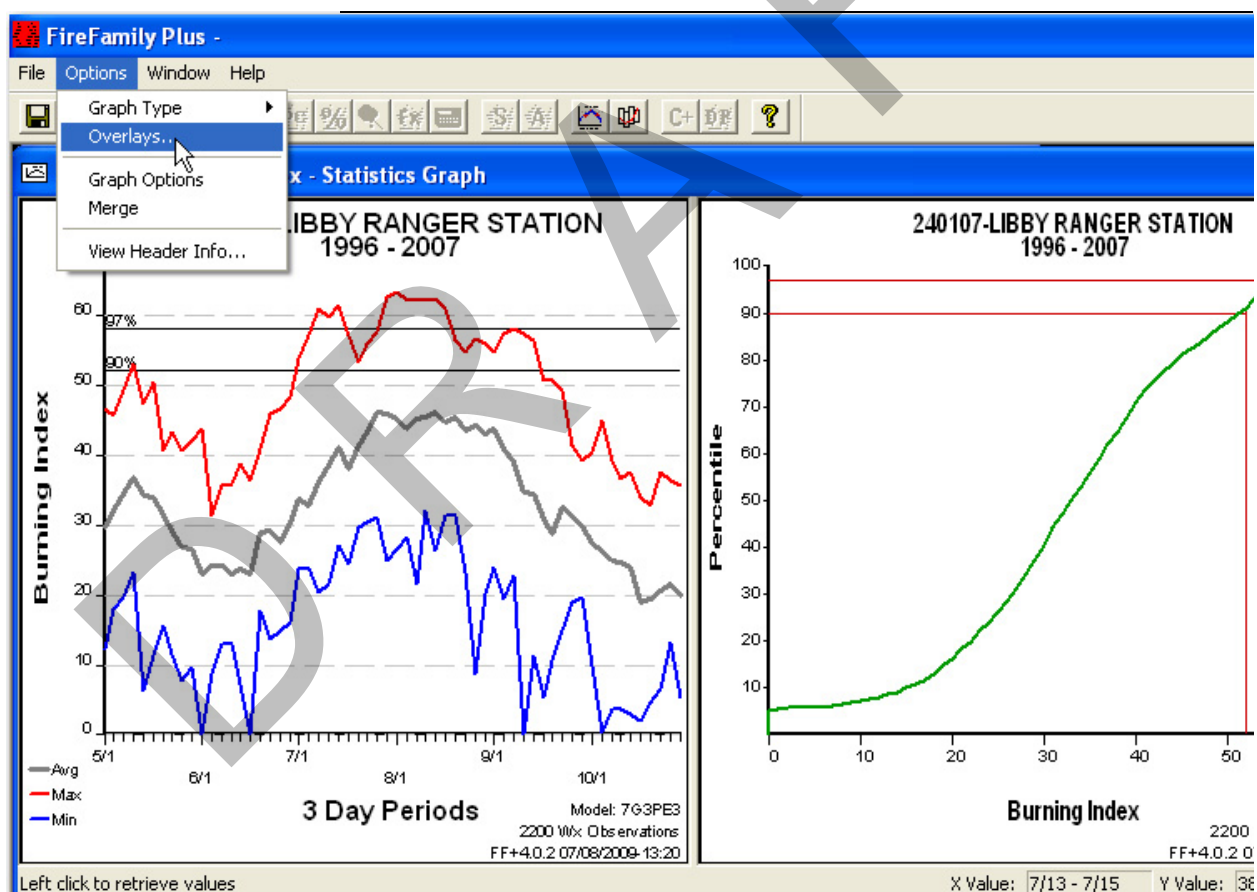 FireFamily Plus -
File Options Window Help
Graph Type
Overlays...
Graph Options
Merge
View Header Info...
C+ DR ?
x - Statistics Graph
LIBBY RANGER STATION
1996 - 2007
60
50
40
30
20
10
0
97%
90%
Burning Index
5/1
6/1
7/1
8/1
9/1
10/1
Avg
Max
Min
3 Day Periods
Model: 7G3PE3
2200 Wx Observations
FF+4.0.2 07/08/2009-13:20
240107-LIBBY RANGER STATION
1996 - 2007
100
90
80
70
60
50
40
30
20
10
Percentile
0 10 20 30 40 50
Burning Index
2200
FF+4.0.2 0
Left click to retrieve values
X Value: 7/13 - 7/15 Y Value: 38
DRAF